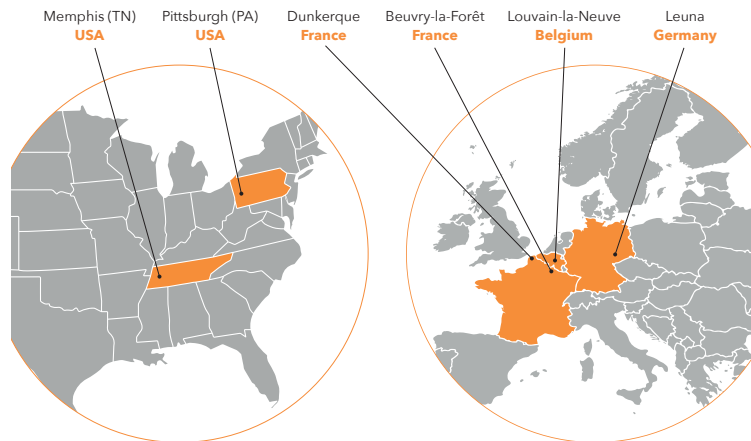 Memphis (TN)
USA
Pittsburgh (PA)
USA
Dunkerque
France
Beuvry-la-Forêt
France
Louvain-la-Neuve
Belgium
Leuna
Germany